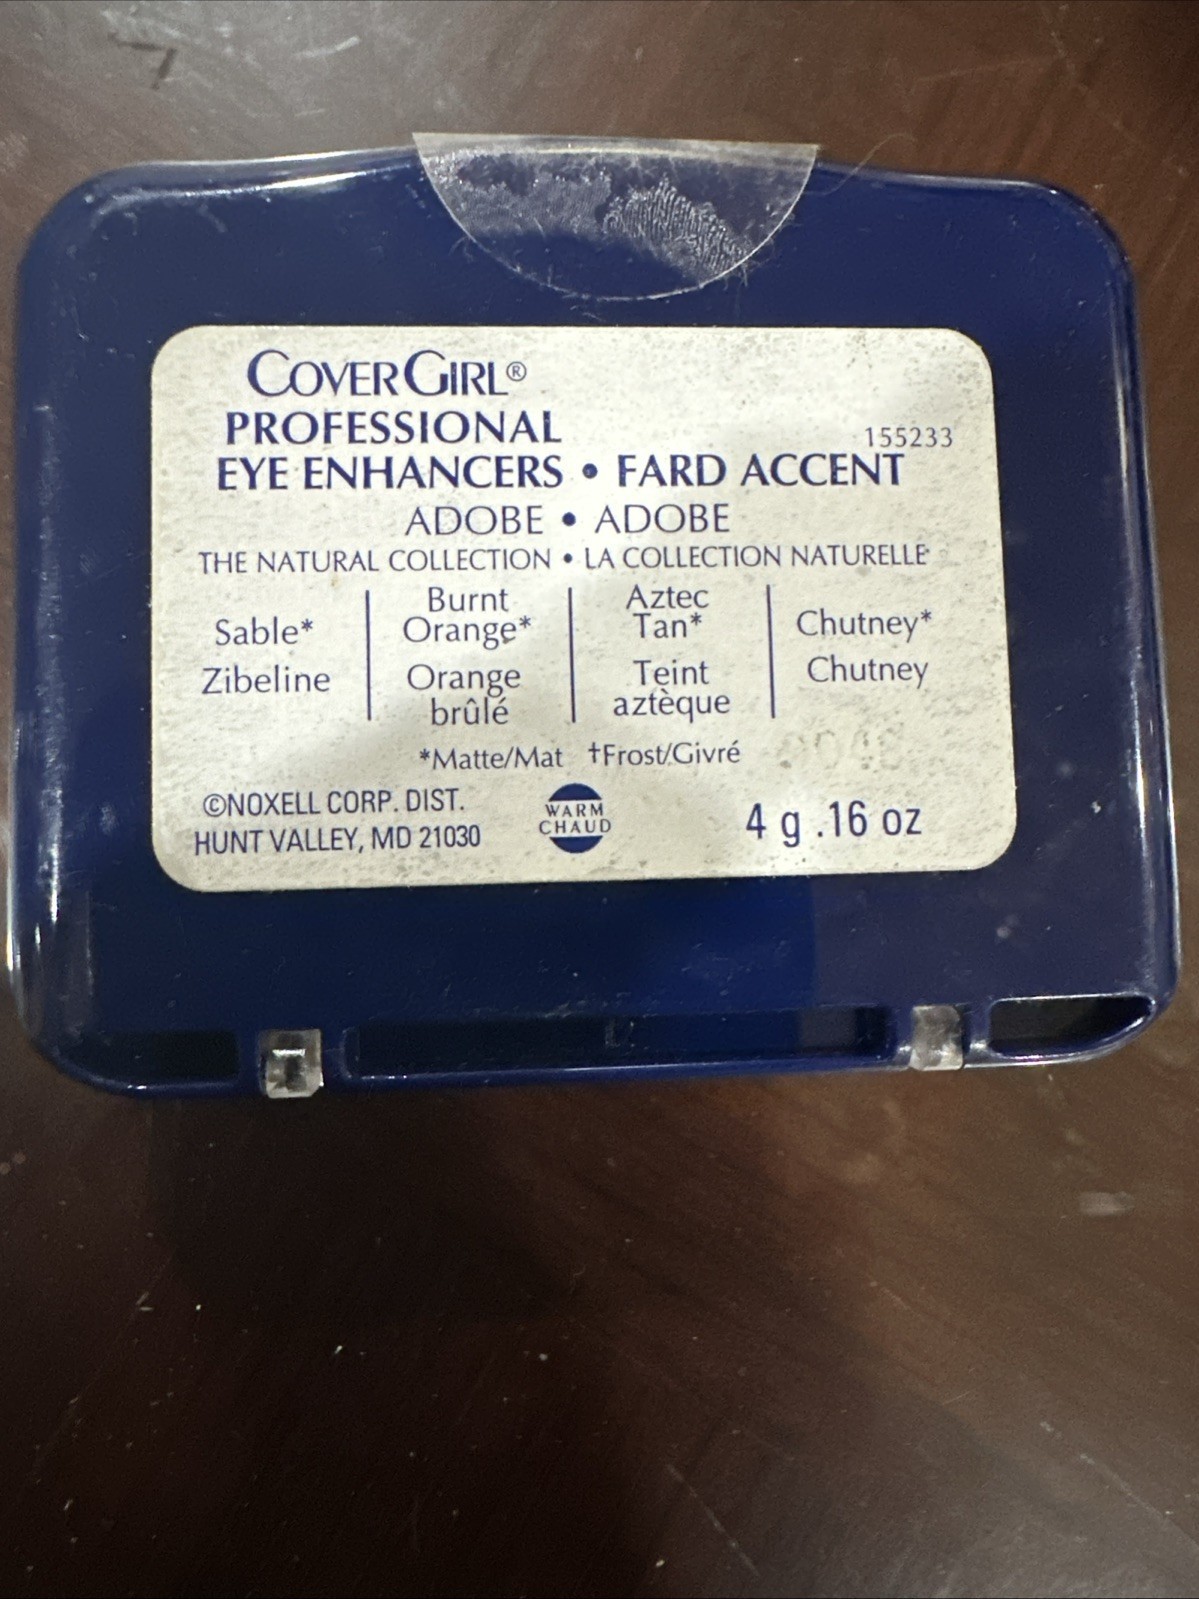 COVERGIRL®
PROFESSIONAL
155233
EYE ENHANCERS • FARD ACCENT
ADOBE • ADOBE
THE NATURAL COLLECTION • LA COLLECTION NATURELLE
Sable*
Zibeline
Burnt
Orange*
Orange
brûlé
Aztec
Tan*
Teint
aztèque
Chutney*
Chutney
*Matte/Mat †Frost/Givré
©NOXELL CORP. DIST.
HUNT VALLEY, MD 21030
WARM
CHAUD
4 g .16 oz